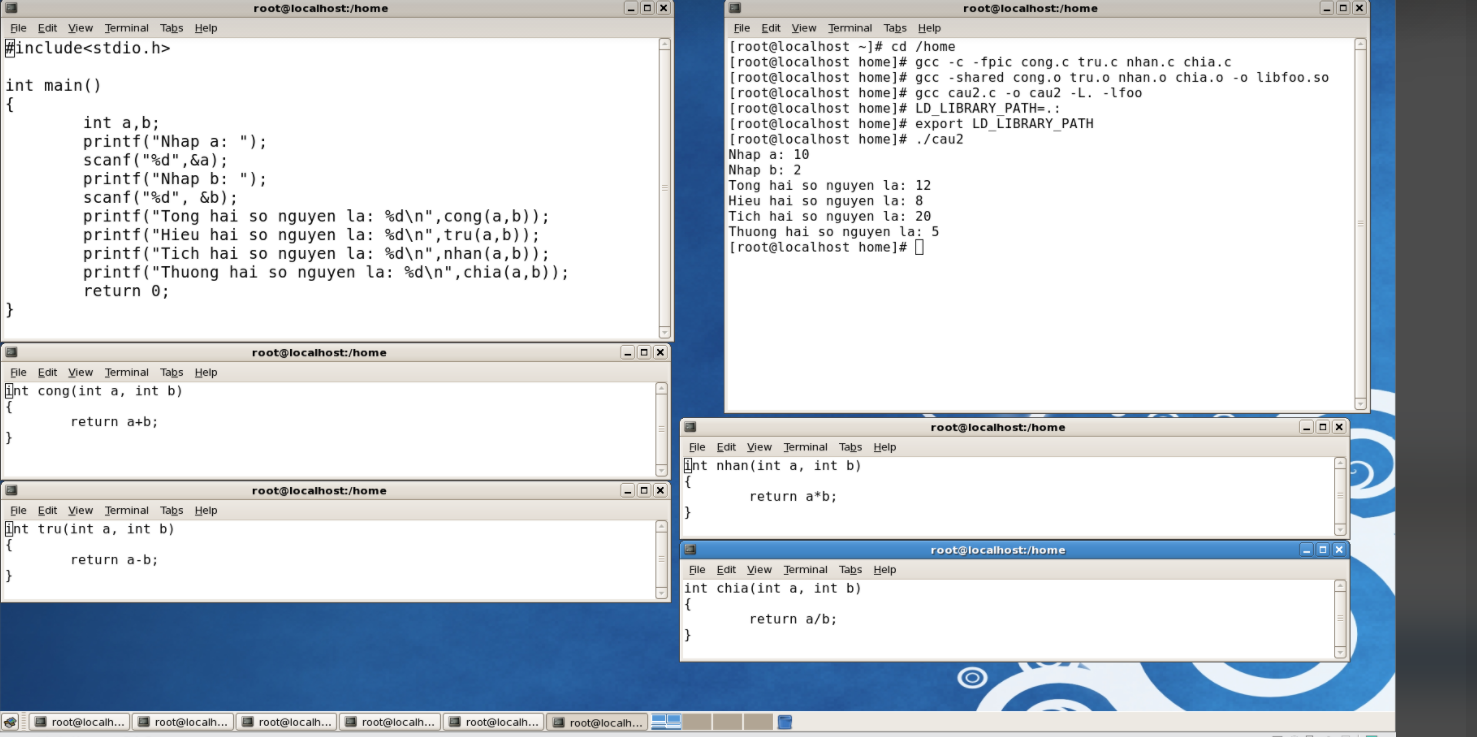 root@localhost:/home
File Edit View Terminal Tabs Help
#include<stdio.h>
int main()
{
int a,b;
printf("Nhap a: ");
scanf("%d",&a);
printf("Nhap b: ");
scanf("%d", &b);
printf("Tong hai so nguyen la: %d\n",cong(a,b));
printf("Hieu hai so nguyen la: %d\n",tru(a,b));
printf("Tich hai so nguyen la: %d\n",nhan(a,b));
printf("Thuong hai so nguyen la: %d\n",chia(a,b));
return 0;
}
root@localhost:/home
File Edit View Terminal Tabs Help
int cong(int a, int b)
{
return a+b;
}
root@localhost:/home
File Edit View Terminal Tabs Help
int tru(int a, int b)
{
return a-b;
}
root@localhost:/home
File Edit View Terminal Tabs Help
[root@localhost ~]# cd /home
[root@localhost home]# gcc -c -fpic cong.c tru.c nhan.c chia.c
[root@localhost home]# gcc -shared cong.o tru.o nhan.o chia.o -o libfoo.so
[root@localhost home]# gcc cau2.c -o cau2 -L. -lfoo
[root@localhost home]# LD_LIBRARY_PATH=.:
[root@localhost home]# export LD_LIBRARY_PATH
[root@localhost home]# ./cau2
Nhap a: 10
Nhap b: 2
Tong hai so nguyen la: 12
Hieu hai so nguyen la: 8
Tich hai so nguyen la: 20
Thuong hai so nguyen la: 5
[root@localhost home]#
root@localhost:/home
File Edit View Terminal Tabs Help
int nhan(int a, int b)
{
return a*b;
}
root@localhost:/home
File Edit View Terminal Tabs Help
int chia(int a, int b)
{
return a/b;
}
root@localh... root@localh... root@localh... root@localh... root@localh... root@localh...